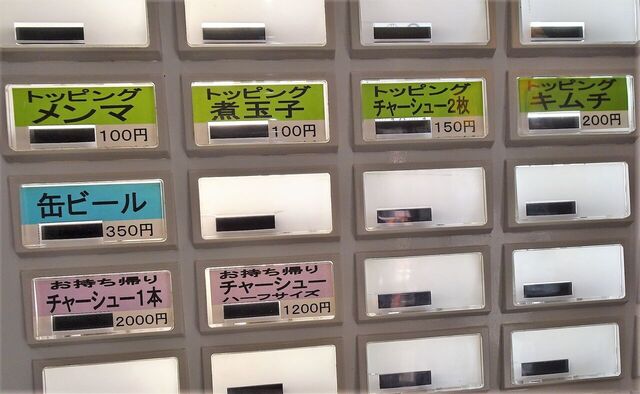 トッピング
メンマ
100円
トッピング
煮玉子
100円
トッピング
チャーシュー2枚
150円
トッピング
キムチ
200円
缶ビール
350円
お持ち帰り
チャーシュー1本
2000円
お持ち帰り
チャーシュー
ハーフサイズ
1200円